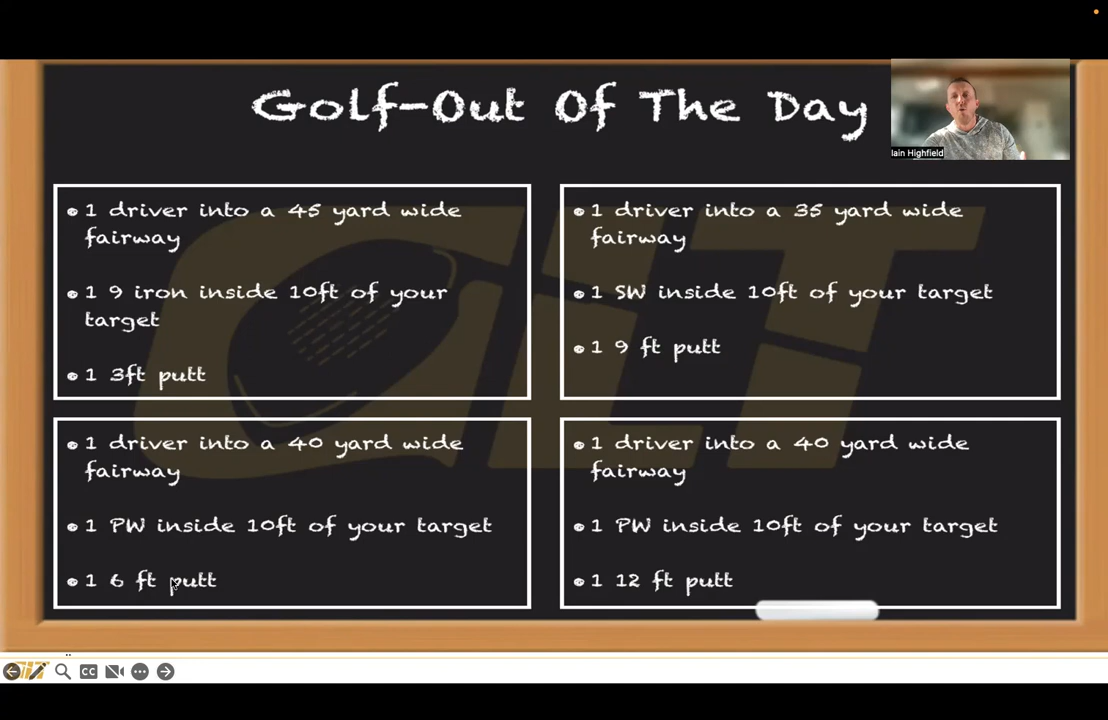 Golf-Out Of The Day
Iain Highfield
• 1 driver into a 45 yard wide
fairway
• 1 9 iron inside 10ft of your
target
• 1 3ft putt
• 1 driver into a 35 yard wide
fairway
• 1 SW inside 10ft of your target
• 1 9 ft putt
• 1 driver into a 40 yard wide
fairway
• 1 PW inside 10ft of your target
• 1 6 ft putt
• 1 driver into a 40 yard wide
fairway
• 1 PW inside 10ft of your target
• 1 12 ft putt
GLT
CC